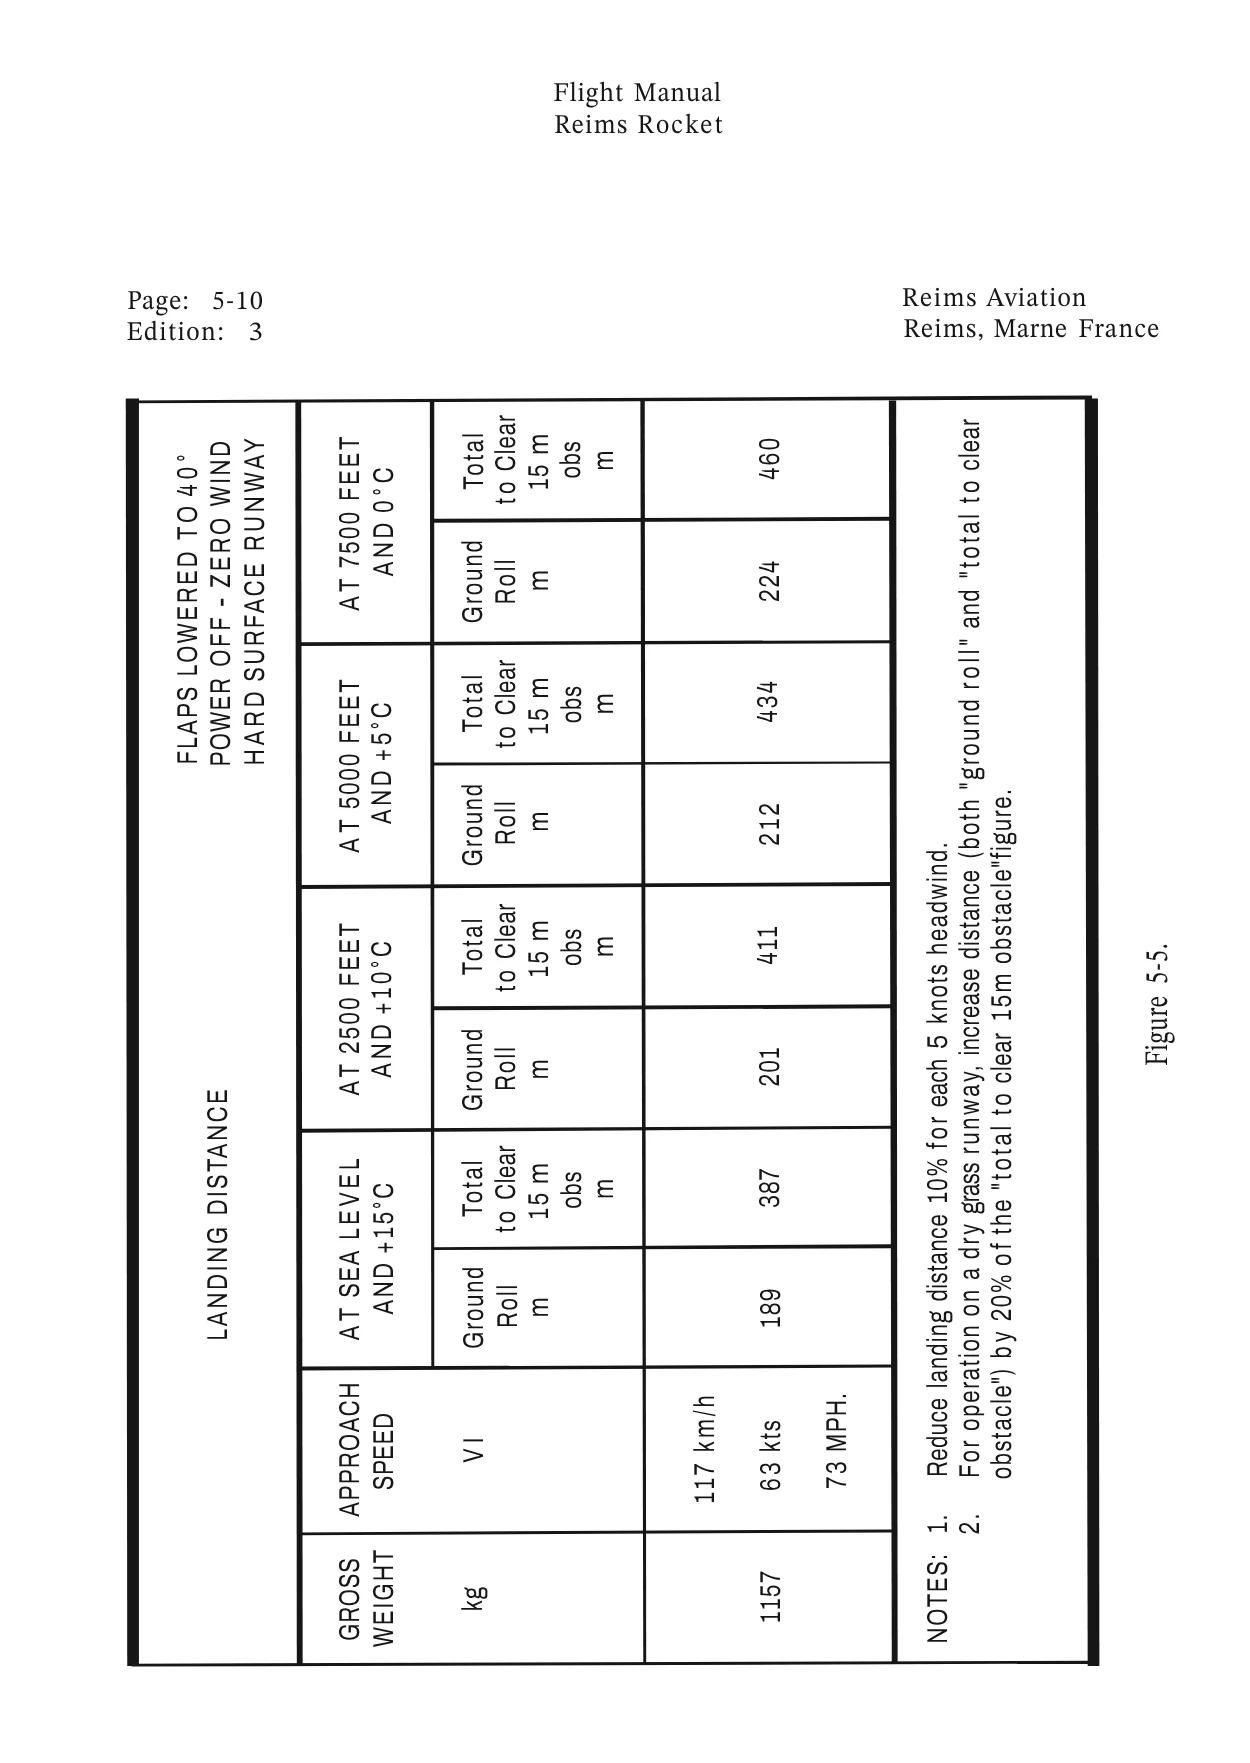 Flight Manual
Reims Rocket
Page: 5-10
Edition: 3
Reims Aviation
Reims, Marne France
LANDING DISTANCE
FLAPS LOWERED TO 40°
POWER OFF - ZERO WIND
HARD SURFACE RUNWAY
GROSS
WEIGHT
kg
APPROACH
SPEED
VI
AT SEA LEVEL
AND +15°C
AT 2500 FEET
AND +10°C
AT 5000 FEET
AND +5°C
AT 7500 FEET
AND 0°C
Ground
Roll
m
Total
to Clear
15 m
obs
m
Ground
Roll
m
Total
to Clear
15 m
obs
m
Ground
Roll
m
Total
to Clear
15 m
obs
m
Ground
Roll
m
Total
to Clear
15 m
obs
m
1157
117 km/h
63 kts
73 MPH.
189
387
201
411
212
434
224
460
NOTES: 1. Reduce landing distance 10% for each 5 knots headwind.
2. For operation on a dry grass runway, increase distance (both "ground roll" and "total to clear
obstacle") by 20% of the "total to clear 15m obstacle"figure.
Figure 5-5.